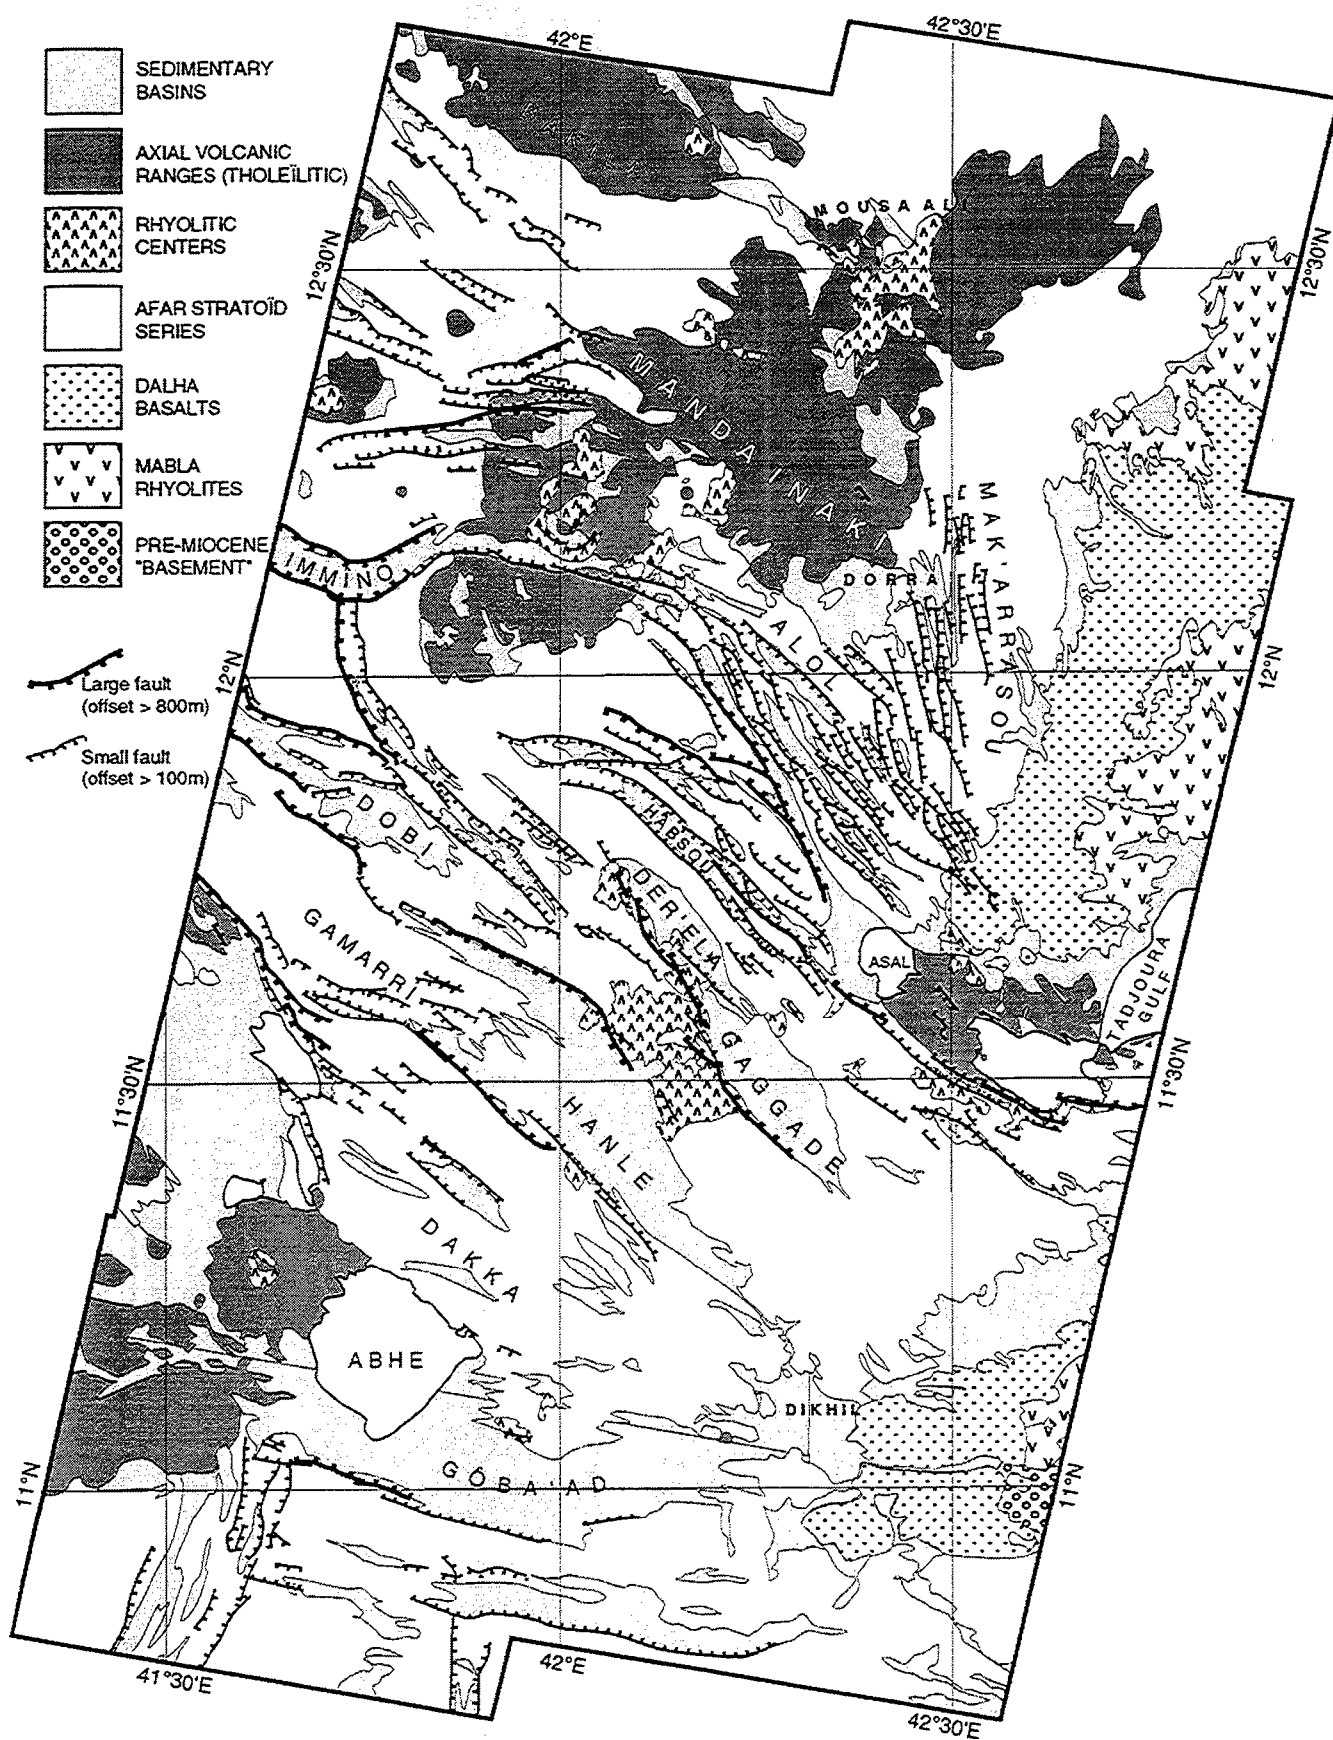 42°E
42°30'E
SEDIMENTARY
BASINS
AXIAL VOLCANIC
RANGES (THOLEÏLITIC)
RHYOLITIC
CENTERS
AFAR STRATOÏD
SERIES
DALHA
BASALTS
MABLA
RHYOLITES
PRE-MIOCENE
"BASEMENT"
Large fault
(offset > 800m)
Small fault
(offset > 100m)
12°30'N
12°30'N
MOUSA ALI
MANDA INAKIR
MAK'ARRASOU
IMMINO
DORRA
ALOL
12°N
12°N
DOBI
HABSOU
DERELA
GAMARRI
ASAL
TADJOURA
GULF
GAGGADE
HANLE
11°30'N
11°30'N
DAKKA
ABHE
DIKHIL
GOBA'AD
11°N
11°N
41°30'E
42°E
42°30'E